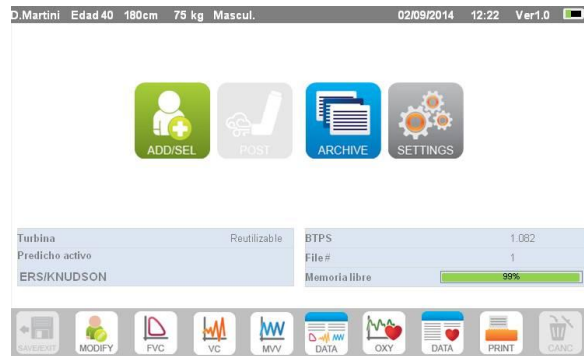 D.Martini Edad 40 180cm 75 kg Mascul. 02/09/2014 12:22 Ver1.0
ADD/SEL POST ARCHIVE SETTINGS
Turbina Reutilizable BTPS 1.082
Predicho activo File# 1
ERS/KNUDSON Memoria libre 99%
SAVE/EXIT MODIFY FVC VC MVV DATA OXY DATA PRINT CANC